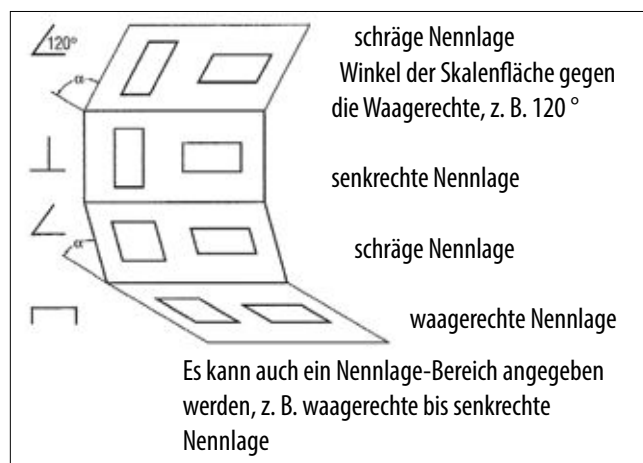 120°
α
schräge Nennlage
Winkel der Skalenfläche gegen
die Waagerechte, z. B. 120 °
senkrechte Nennlage
α
schräge Nennlage
waagerechte Nennlage
Es kann auch ein Nennlage-Bereich angegeben
werden, z. B. waagerechte bis senkrechte
Nennlage